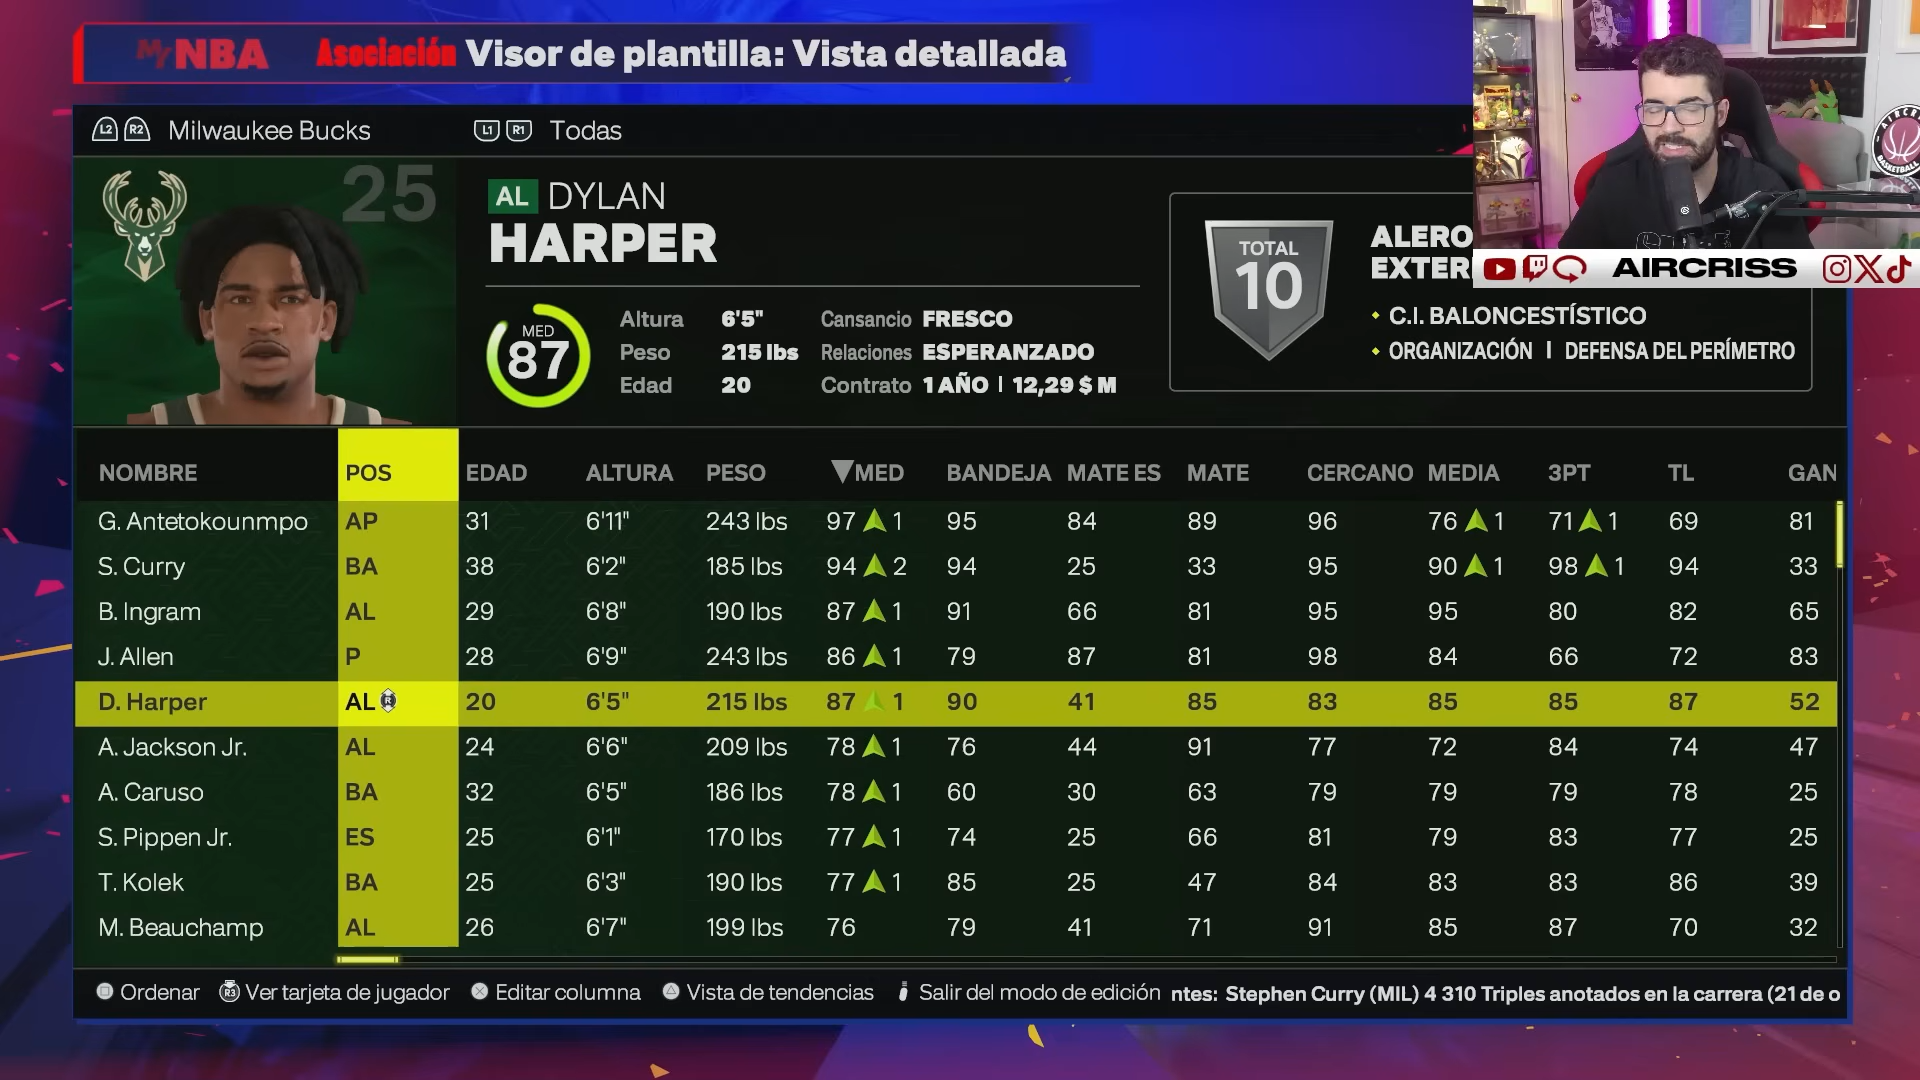 My NBA Asociación Visor de plantilla: Vista detallada
L2 R2 Milwaukee Bucks L1 R1 Todas
25
AL DYLAN
HARPER
MED
87
Altura 6'5" Cansancio FRESCO
Peso 215 lbs Relaciones ESPERANZADO
Edad 20 Contrato 1 AÑO | 12,29 $ M
TOTAL
10
ALERO
EXTER
C.I. BALONCESTÍSTICO
ORGANIZACIÓN | DEFENSA DEL PERÍMETRO
AIRCRISS
NOMBRE POS EDAD ALTURA PESO MED BANDEJA MATE ES MATE CERCANO MEDIA 3PT TL GAN
G. Antetokounmpo AP 31 6'11" 243 lbs 97 1 95 84 89 96 76 1 71 1 69 81
S. Curry BA 38 6'2" 185 lbs 94 2 94 25 33 95 90 1 98 1 94 33
B. Ingram AL 29 6'8" 190 lbs 87 1 91 66 81 95 95 80 82 65
J. Allen P 28 6'9" 243 lbs 86 1 79 87 81 98 84 66 72 83
D. Harper AL R 20 6'5" 215 lbs 87 1 90 41 85 83 85 85 87 52
A. Jackson Jr. AL 24 6'6" 209 lbs 78 1 76 44 91 77 72 84 74 47
A. Caruso BA 32 6'5" 186 lbs 78 1 60 30 63 79 79 79 78 25
S. Pippen Jr. ES 25 6'1" 170 lbs 77 1 74 25 66 81 79 83 77 25
T. Kolek BA 25 6'3" 190 lbs 77 1 85 25 47 84 83 83 86 39
M. Beauchamp AL 26 6'7" 199 lbs 76 79 41 71 91 85 87 70 32
Ordenar R3 Ver tarjeta de jugador Editar columna Vista de tendencias Salir del modo de edición ntes: Stephen Curry (MIL) 4 310 Triples anotados en la carrera (21 de o